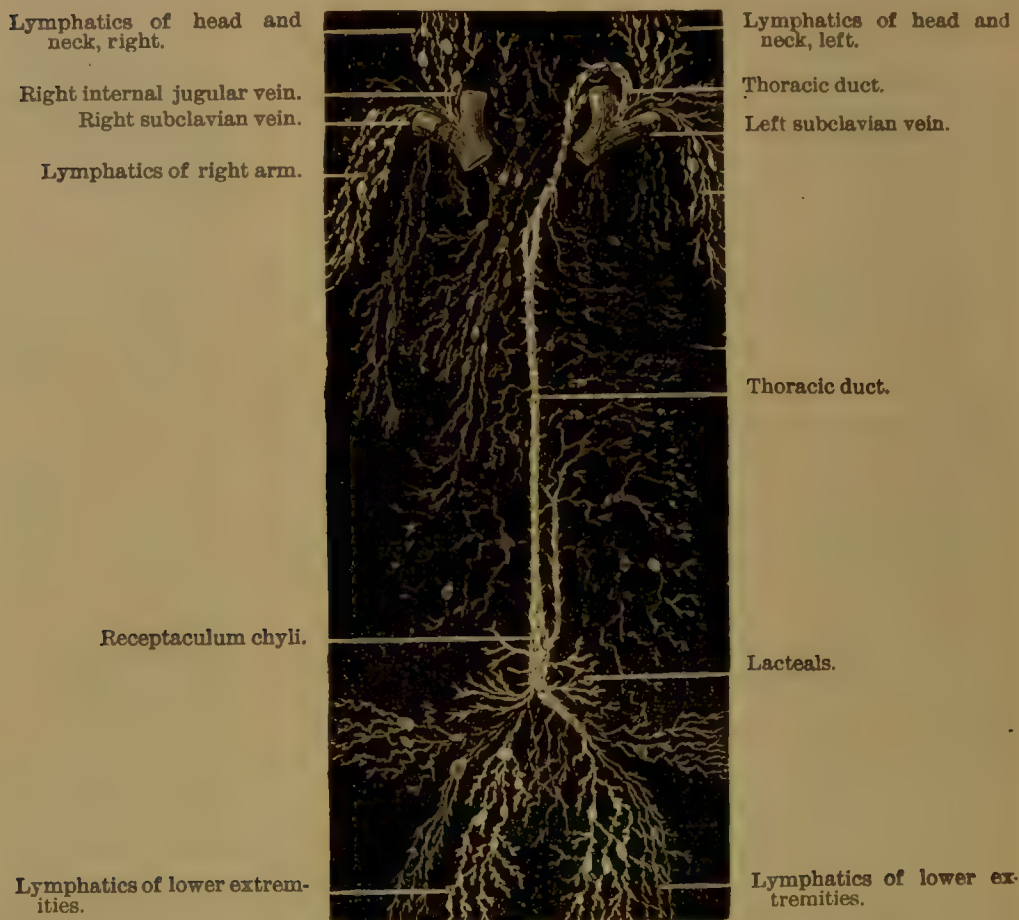 Lymphatics of head and
neck, right.
Right internal jugular vein.
Right subclavian vein.
Lymphatics of right arm.
Receptaculum chyli.
Lymphatics of lower extrem-
ities.
Lymphatics of head and
neck, left.
Thoracic duct.
Left subclavian vein.
Thoracic duct.
Lacteals.
Lymphatics of lower ex-
tremities.